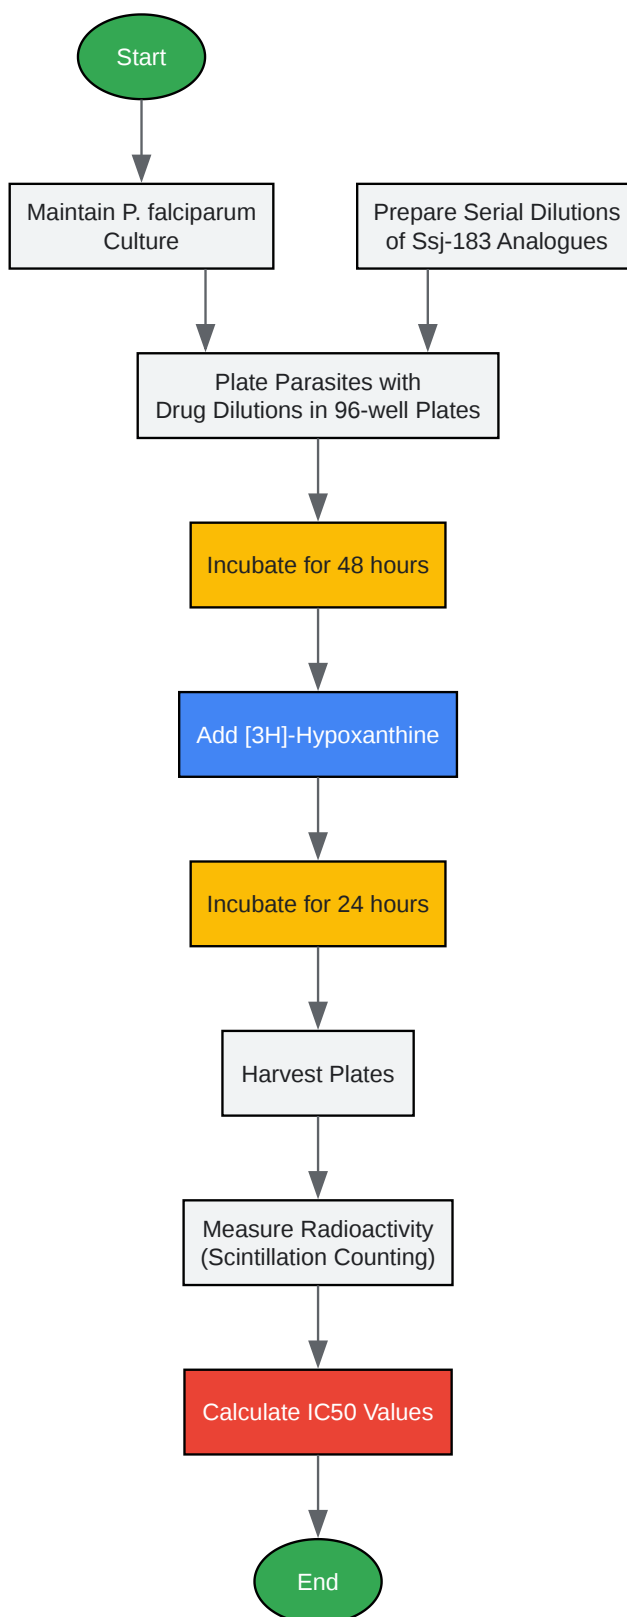 Start
Maintain P. falciparum
Culture
Prepare Serial Dilutions
of Ssj-183 Analogues
Plate Parasites with
Drug Dilutions in 96-well Plates
Incubate for 48 hours
Add [3H]-Hypoxanthine
Incubate for 24 hours
Harvest Plates
Measure Radioactivity
(Scintillation Counting)
Calculate IC50 Values
End